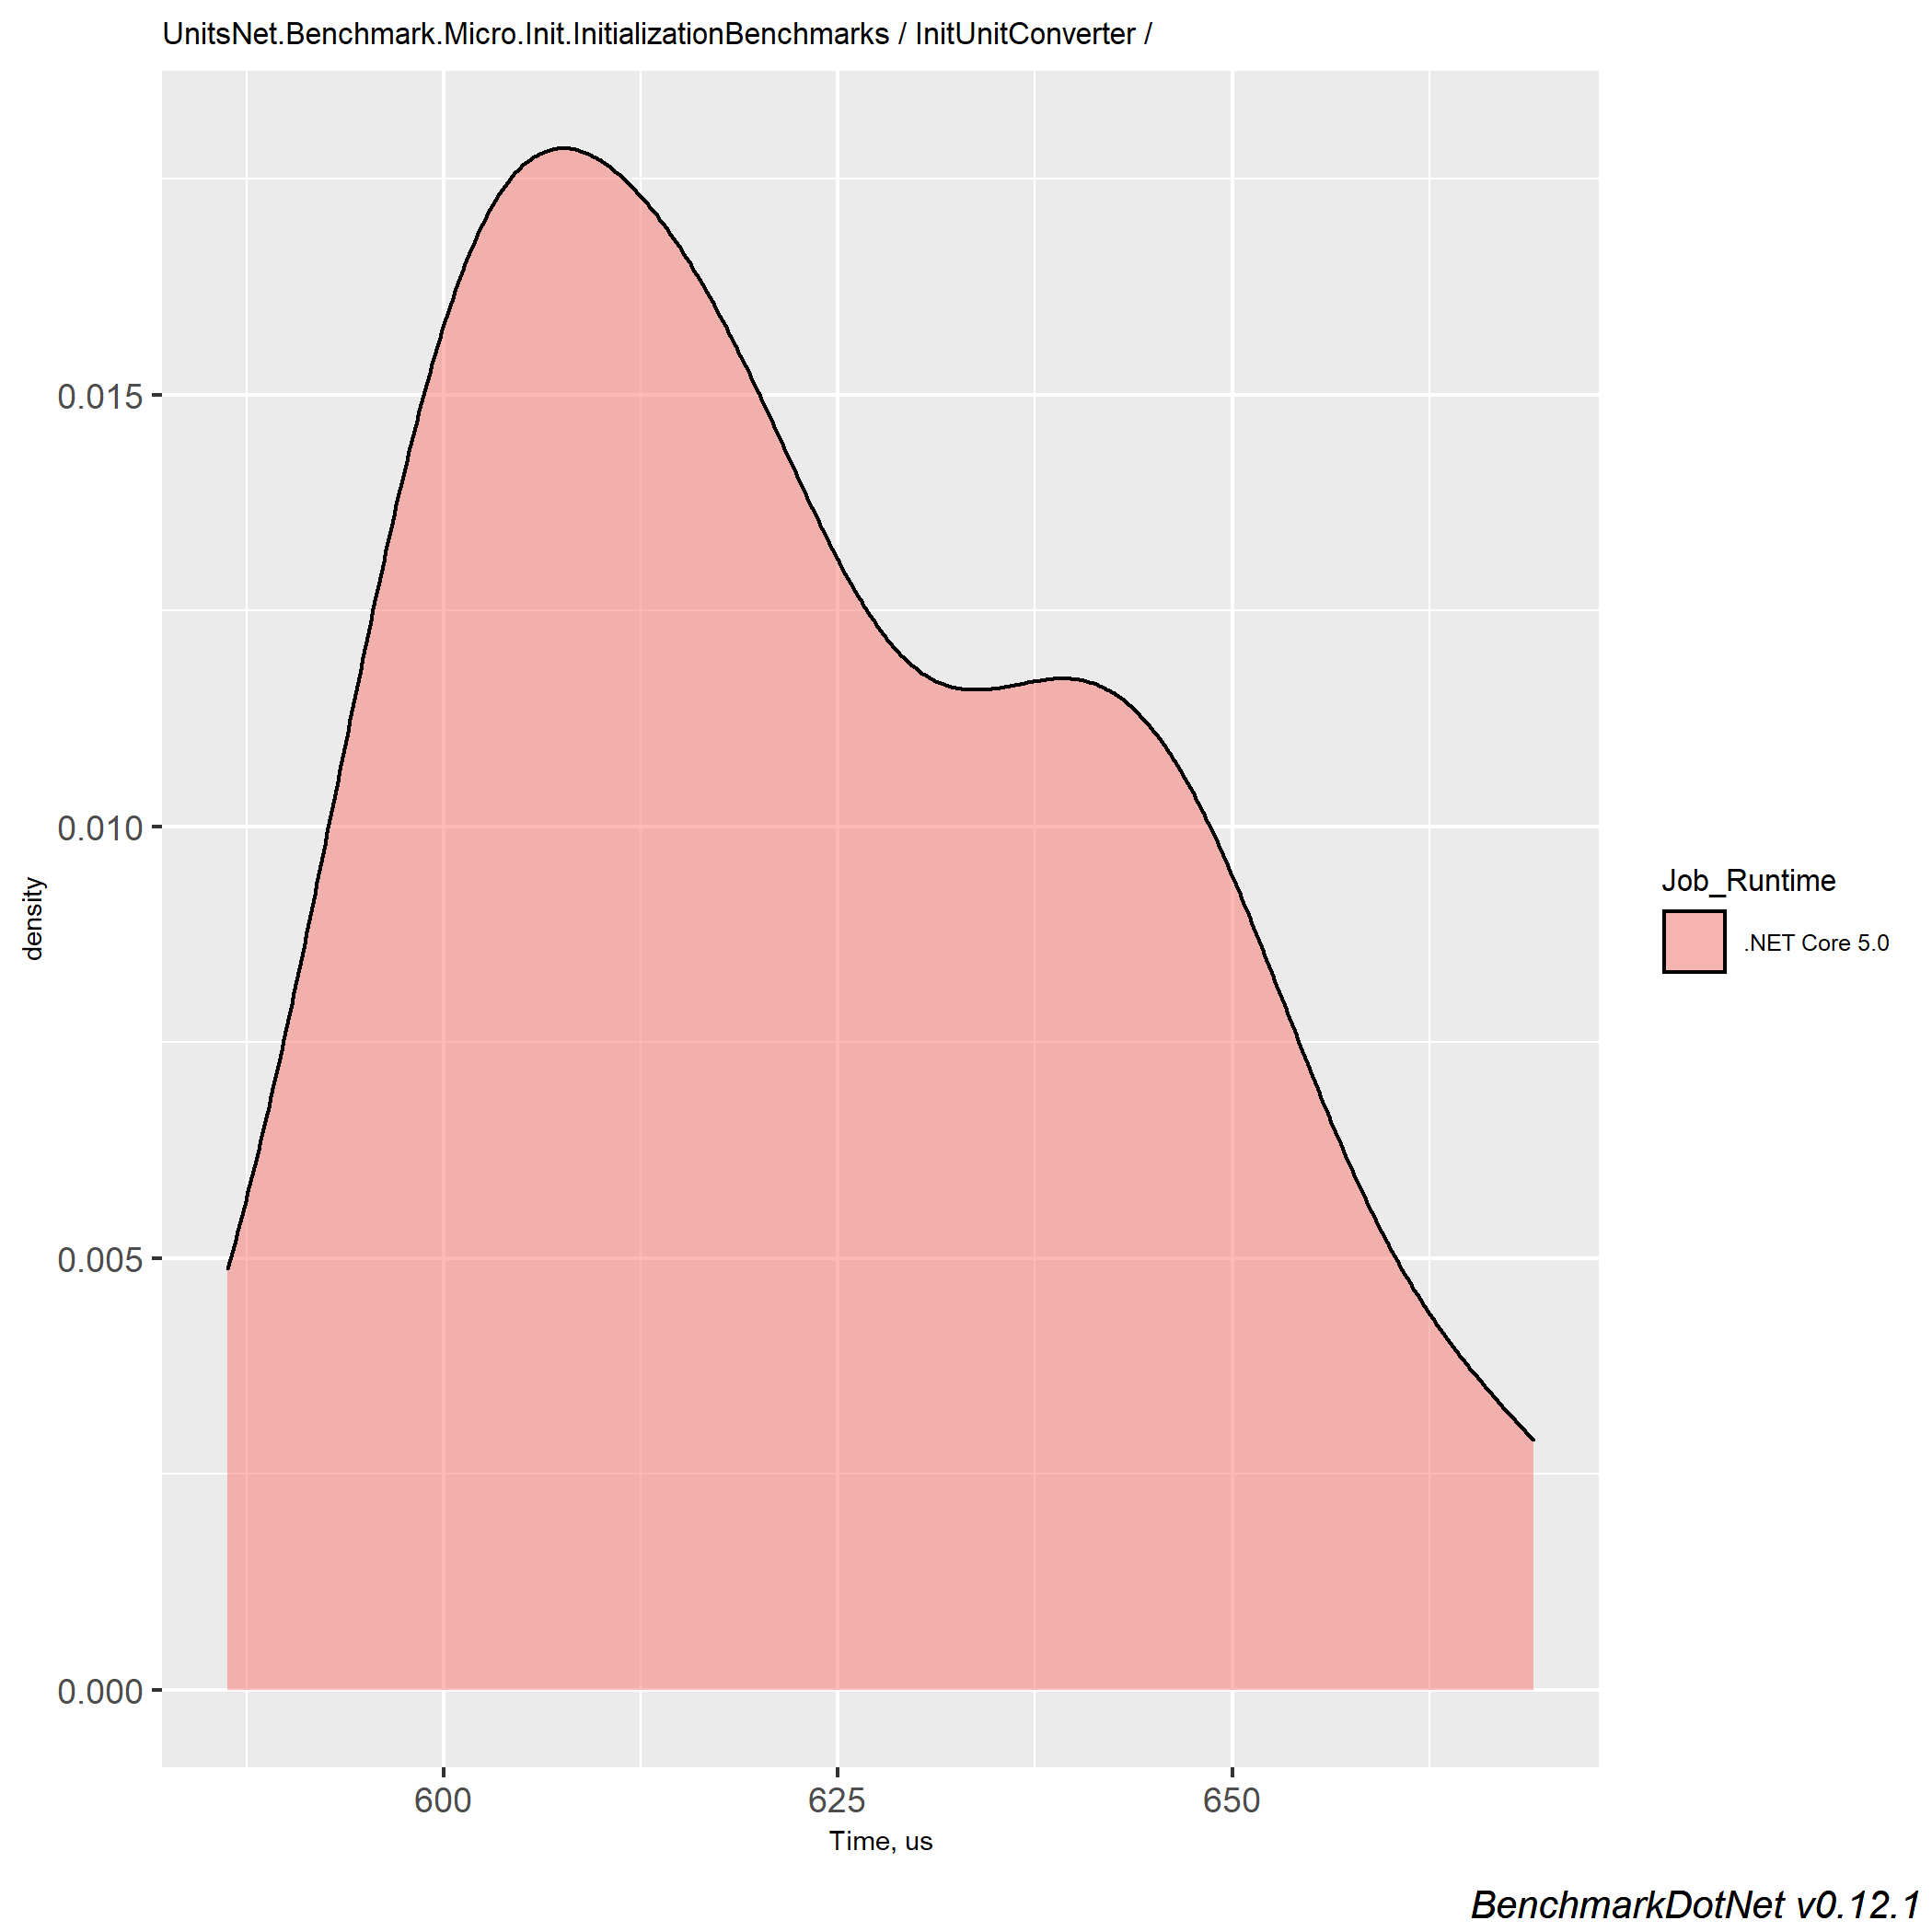 UnitsNet.Benchmark.Micro.Init.InitializationBenchmarks / InitUnitConverter /
0.015
0.010
0.005
0.000
density
600 625 650
Time, us
Job_Runtime
.NET Core 5.0
BenchmarkDotNet v0.12.1